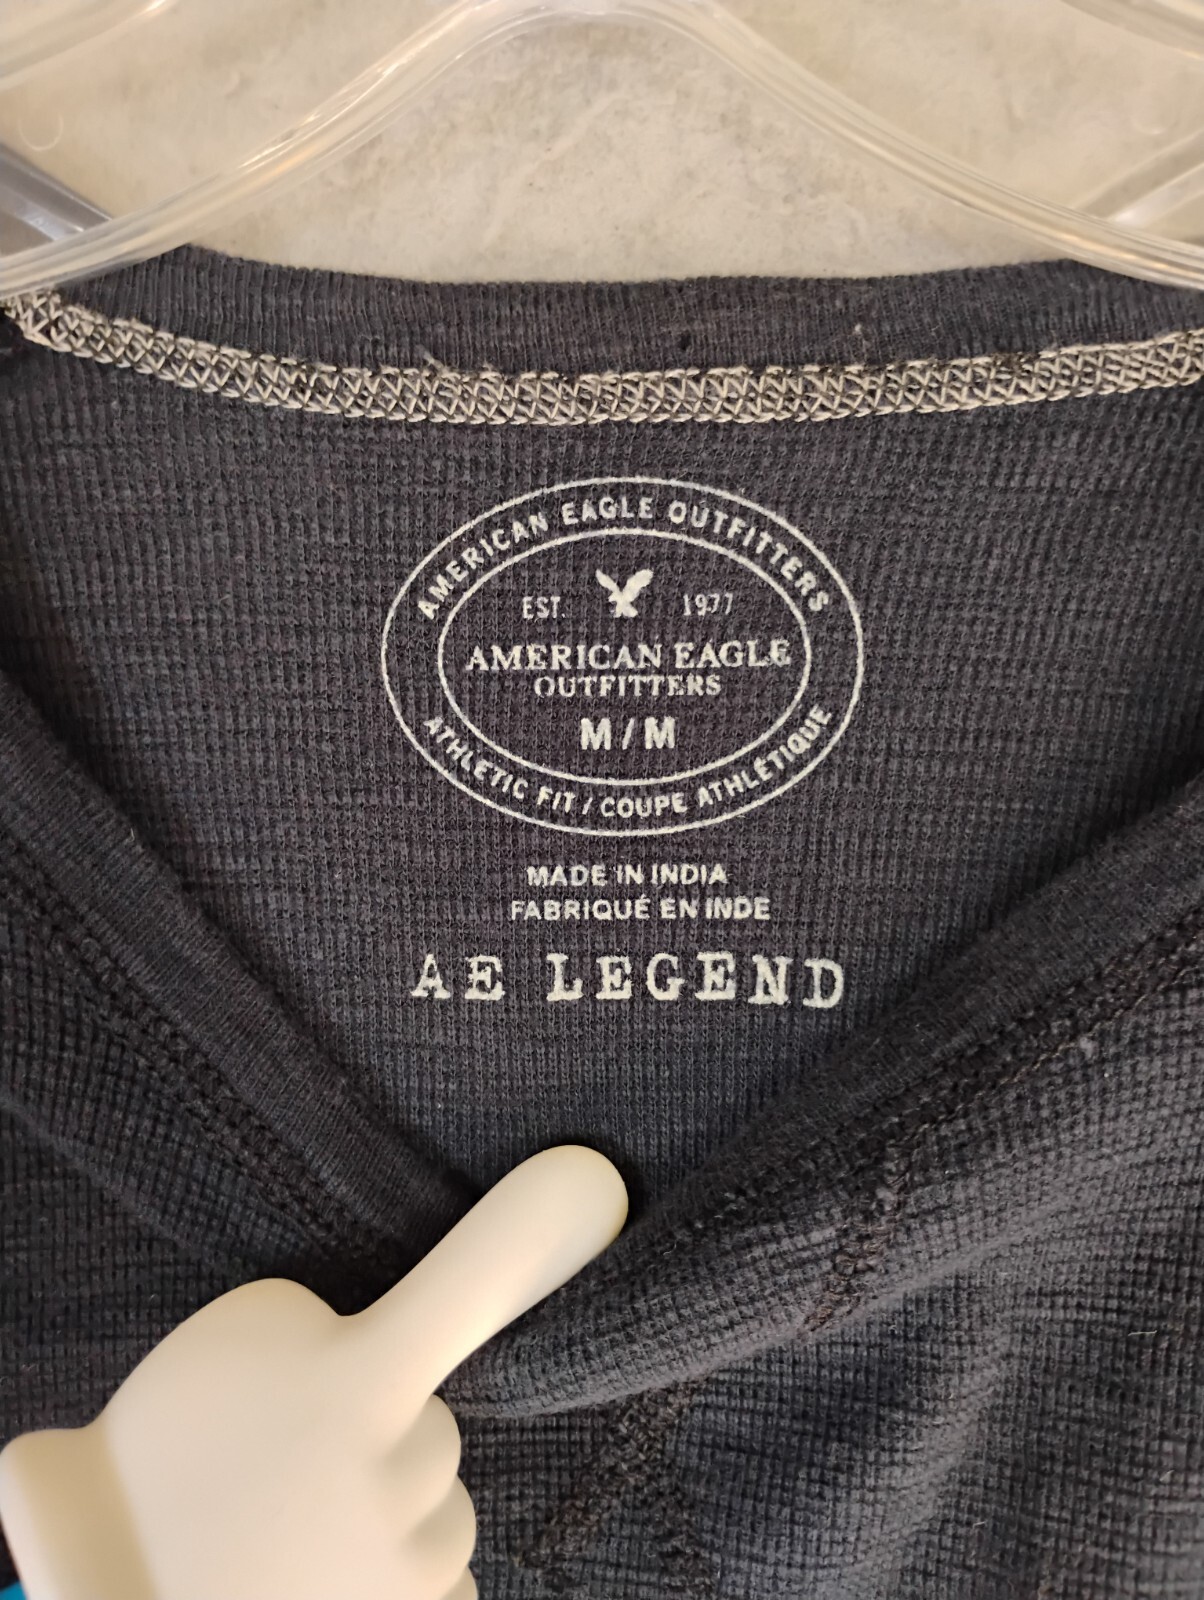 AMERICAN EAGLE OUTFITTERS
EST. 1977
AMERICAN EAGLE
OUTFITTERS
M / M
ATHLETIC FIT / COUPE ATHLÉTIQUE
MADE IN INDIA
FABRIQUÉ EN INDE
AE LEGEND